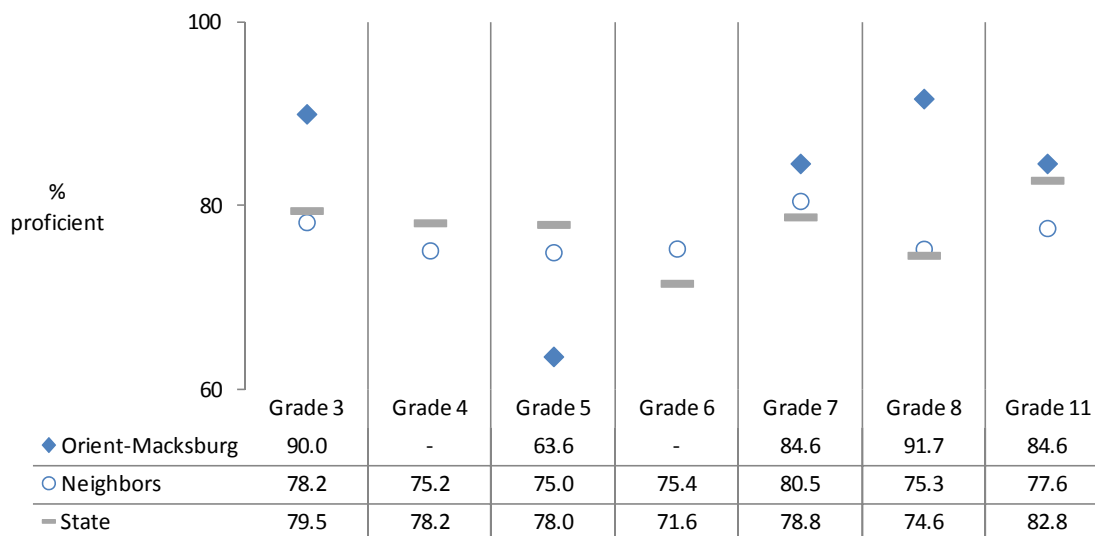 100
%
proficient
80
60
Grade 3 Grade 4 Grade 5 Grade 6 Grade 7 Grade 8 Grade 11
Orient-Macksburg 90.0 - 63.6 - 84.6 91.7 84.6
Neighbors 78.2 75.2 75.0 75.4 80.5 75.3 77.6
State 79.5 78.2 78.0 71.6 78.8 74.6 82.8